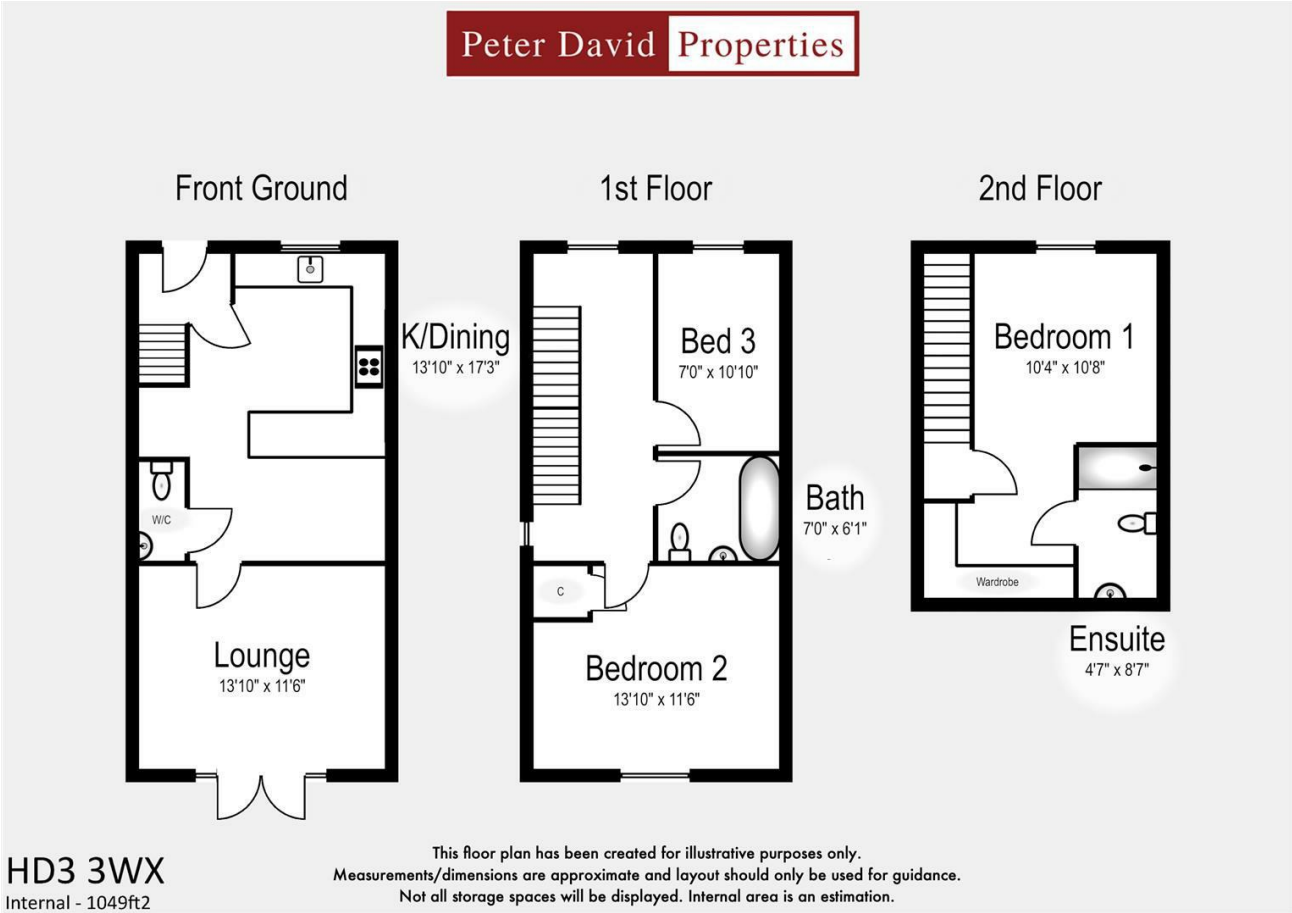 Peter David Properties
Front Ground
1st Floor
2nd Floor
K/Dining
13'10" x 17'3"
W/C
Lounge
13'10" x 11'6"
Bed 3
7'0" x 10'10"
Bath
7'0" x 6'1"
C
Bedroom 2
13'10" x 11'6"
Bedroom 1
10'4" x 10'8"
Wardrobe
Ensuite
4'7" x 8'7"
HD3 3WX
Internal - 1049ft2
This floor plan has been created for illustrative purposes only.
Measurements/dimensions are approximate and layout should only be used for guidance.
Not all storage spaces will be displayed. Internal area is an estimation.